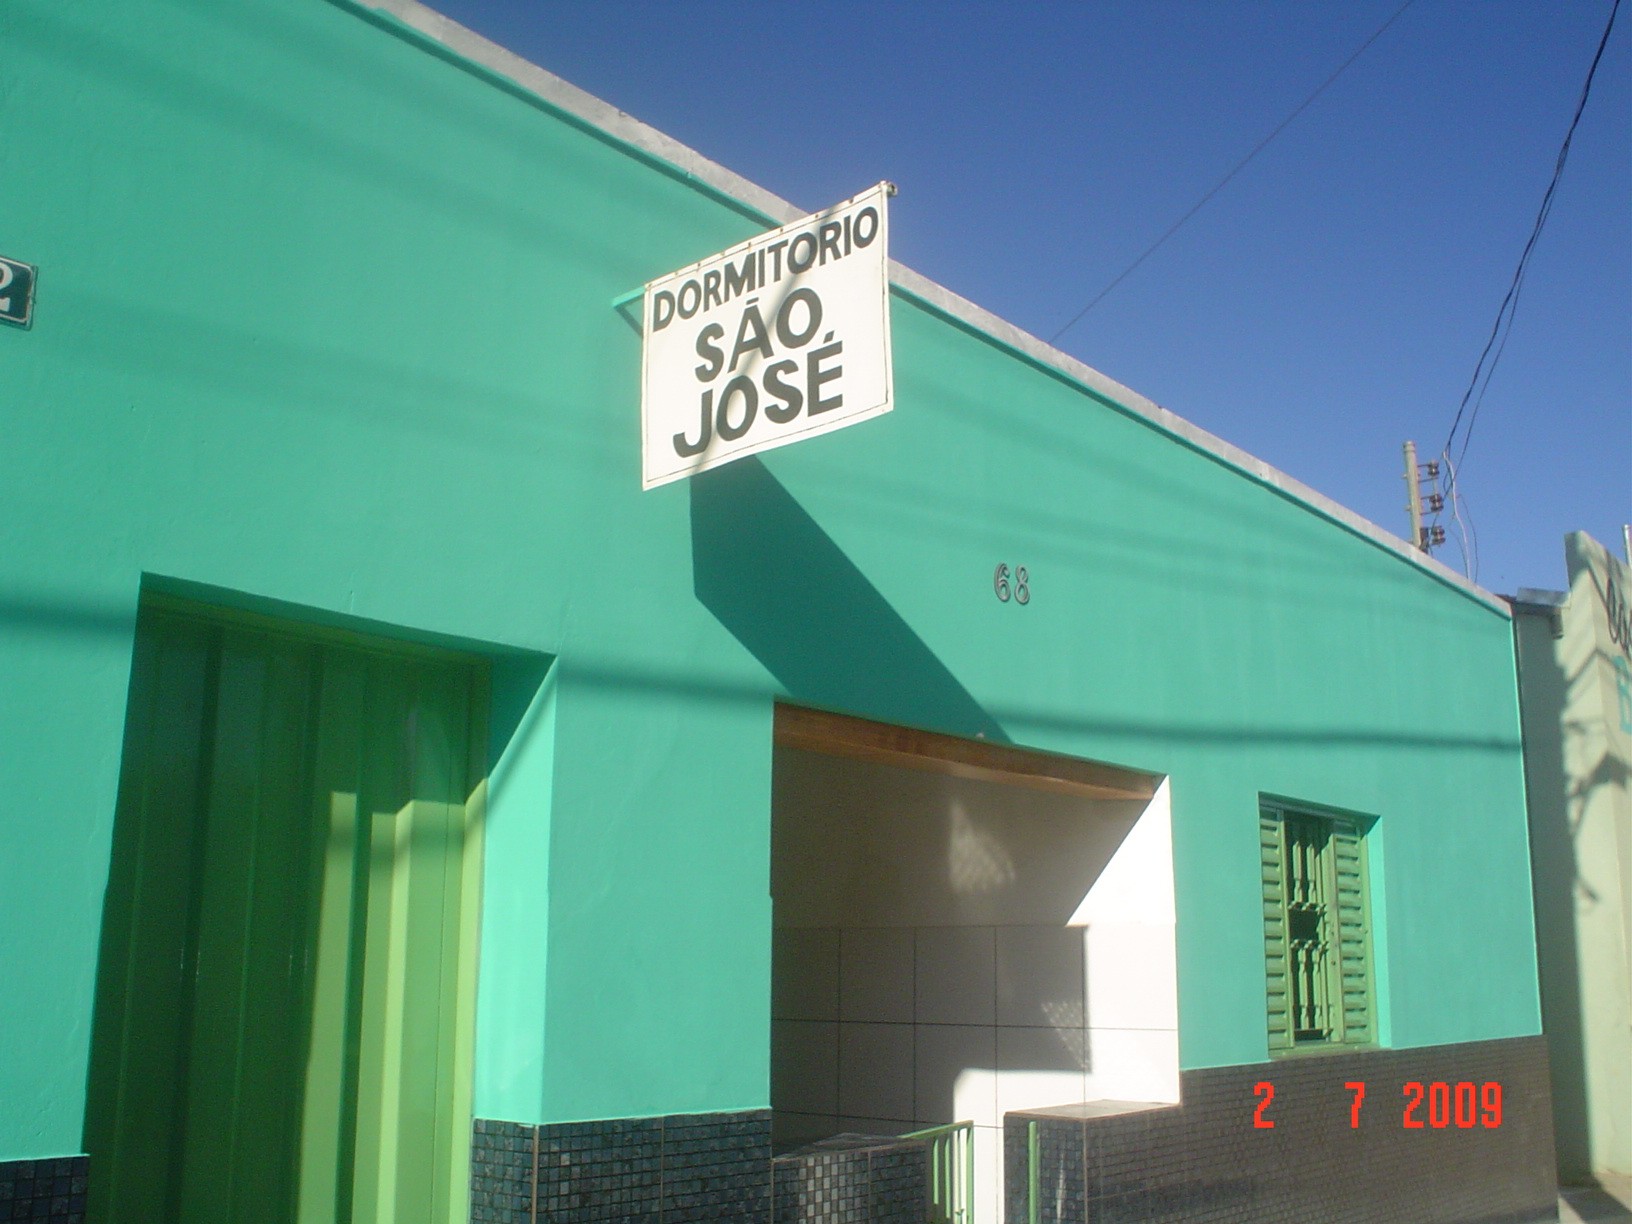 DORMITORIO
SÃO
JOSÉ
68
2 7 2009